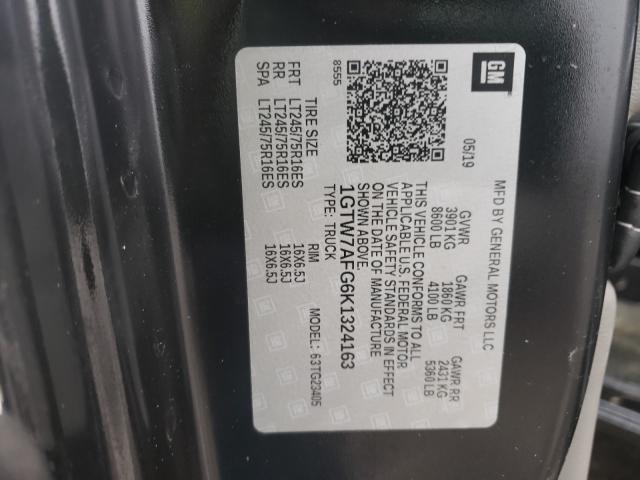 GM
MFD BY GENERAL MOTORS LLC
05/19 GVWR GAWR FRT GAWR RR
3901 KG 1860 KG 2431 KG
8600 LB 4100 LB 5360 LB
THIS VEHICLE CONFORMS TO ALL
APPLICABLE U.S. FEDERAL MOTOR
VEHICLE SAFETY STANDARDS IN EFFECT
ON THE DATE OF MANUFACTURE
SHOWN ABOVE.
1GTW7AFG6K1324163
TYPE: TRUCK MODEL: 63TG23405
8555
TIRE SIZE RIM
FRT LT245/75R16ES 16X6.5J
RR LT245/75R16ES 16X6.5J
SPA LT245/75R16ES 16X6.5J